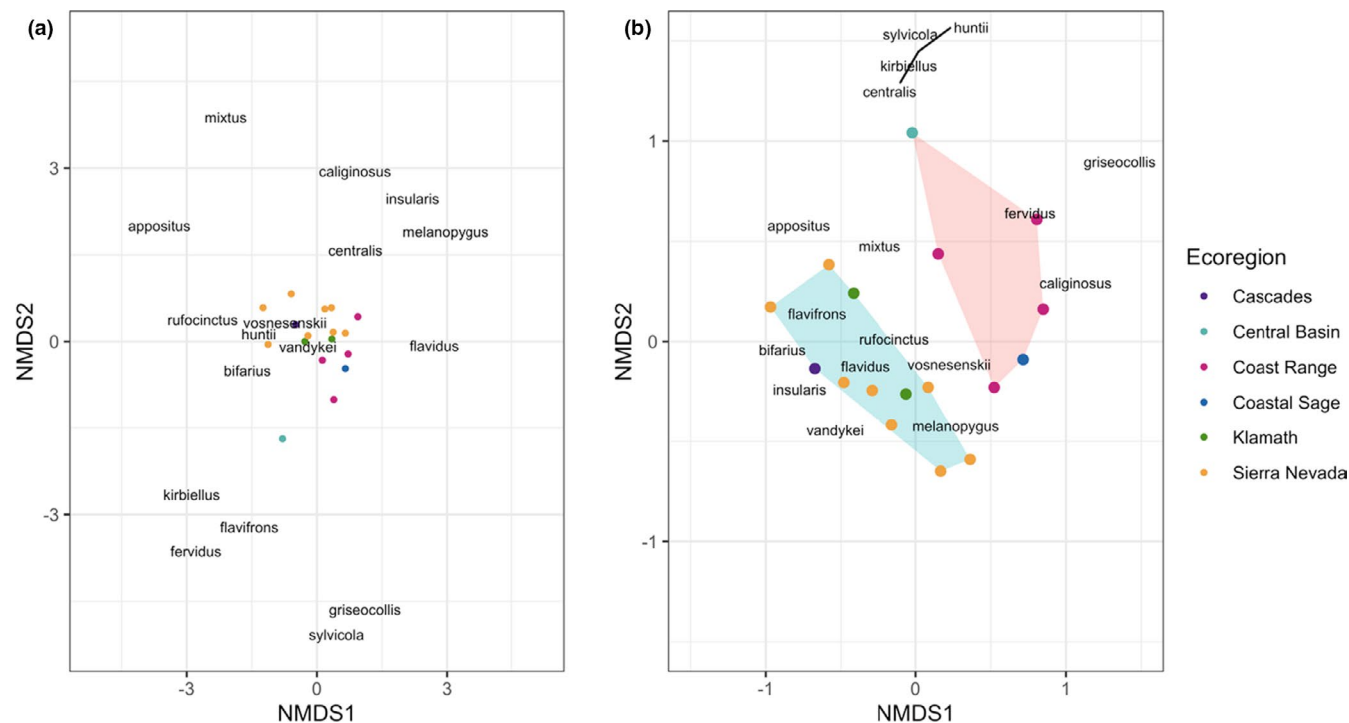 (a)
mixtus
3
caliginosus
insularis
appositus
melanopygus
centralis
rufocinctus
vosnesenskii
huntii
0
vandykei
flavidus
bifarius
kirbiellus
-3
flavifrons
fervidus
griseocollis
sylvicola
-3 0 3
NMDS1
NMDS2
(b)
huntii
sylvicola
kirbiellus
centralis
1
griseocollis
fervidus
appositus
mixtus
caliginosus
flavifrons
rufocinctus
0
bifarius
flavidus
vosnesenskii
insularis
vandykei
melanopygus
-1
-1 0 1
NMDS1
NMDS2
Ecoregion
Cascades
Central Basin
Coast Range
Coastal Sage
Klamath
Sierra Nevada